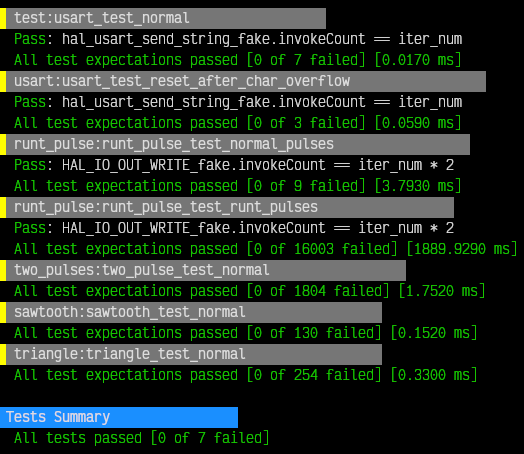 test:usart_test_normal
Pass: hal_usart_send_string_fake.invokeCount == iter_num
All test expectations passed [0 of 7 failed] [0.0170 ms]
usart:usart_test_reset_after_char_overflow
Pass: hal_usart_send_string_fake.invokeCount == iter_num
All test expectations passed [0 of 3 failed] [0.0590 ms]
runt_pulse:runt_pulse_test_normal_pulses
Pass: HAL_IO_OUT_WRITE_fake.invokeCount == iter_num * 2
All test expectations passed [0 of 9 failed] [3.7930 ms]
runt_pulse:runt_pulse_test_runt_pulses
Pass: HAL_IO_OUT_WRITE_fake.invokeCount == iter_num * 2
All test expectations passed [0 of 16003 failed] [1889.9290 ms]
two_pulses:two_pulse_test_normal
All test expectations passed [0 of 1804 failed] [1.7520 ms]
sawtooth:sawtooth_test_normal
All test expectations passed [0 of 130 failed] [0.1520 ms]
triangle:triangle_test_normal
All test expectations passed [0 of 254 failed] [0.3300 ms]
Tests Summary
All tests passed [0 of 7 failed]